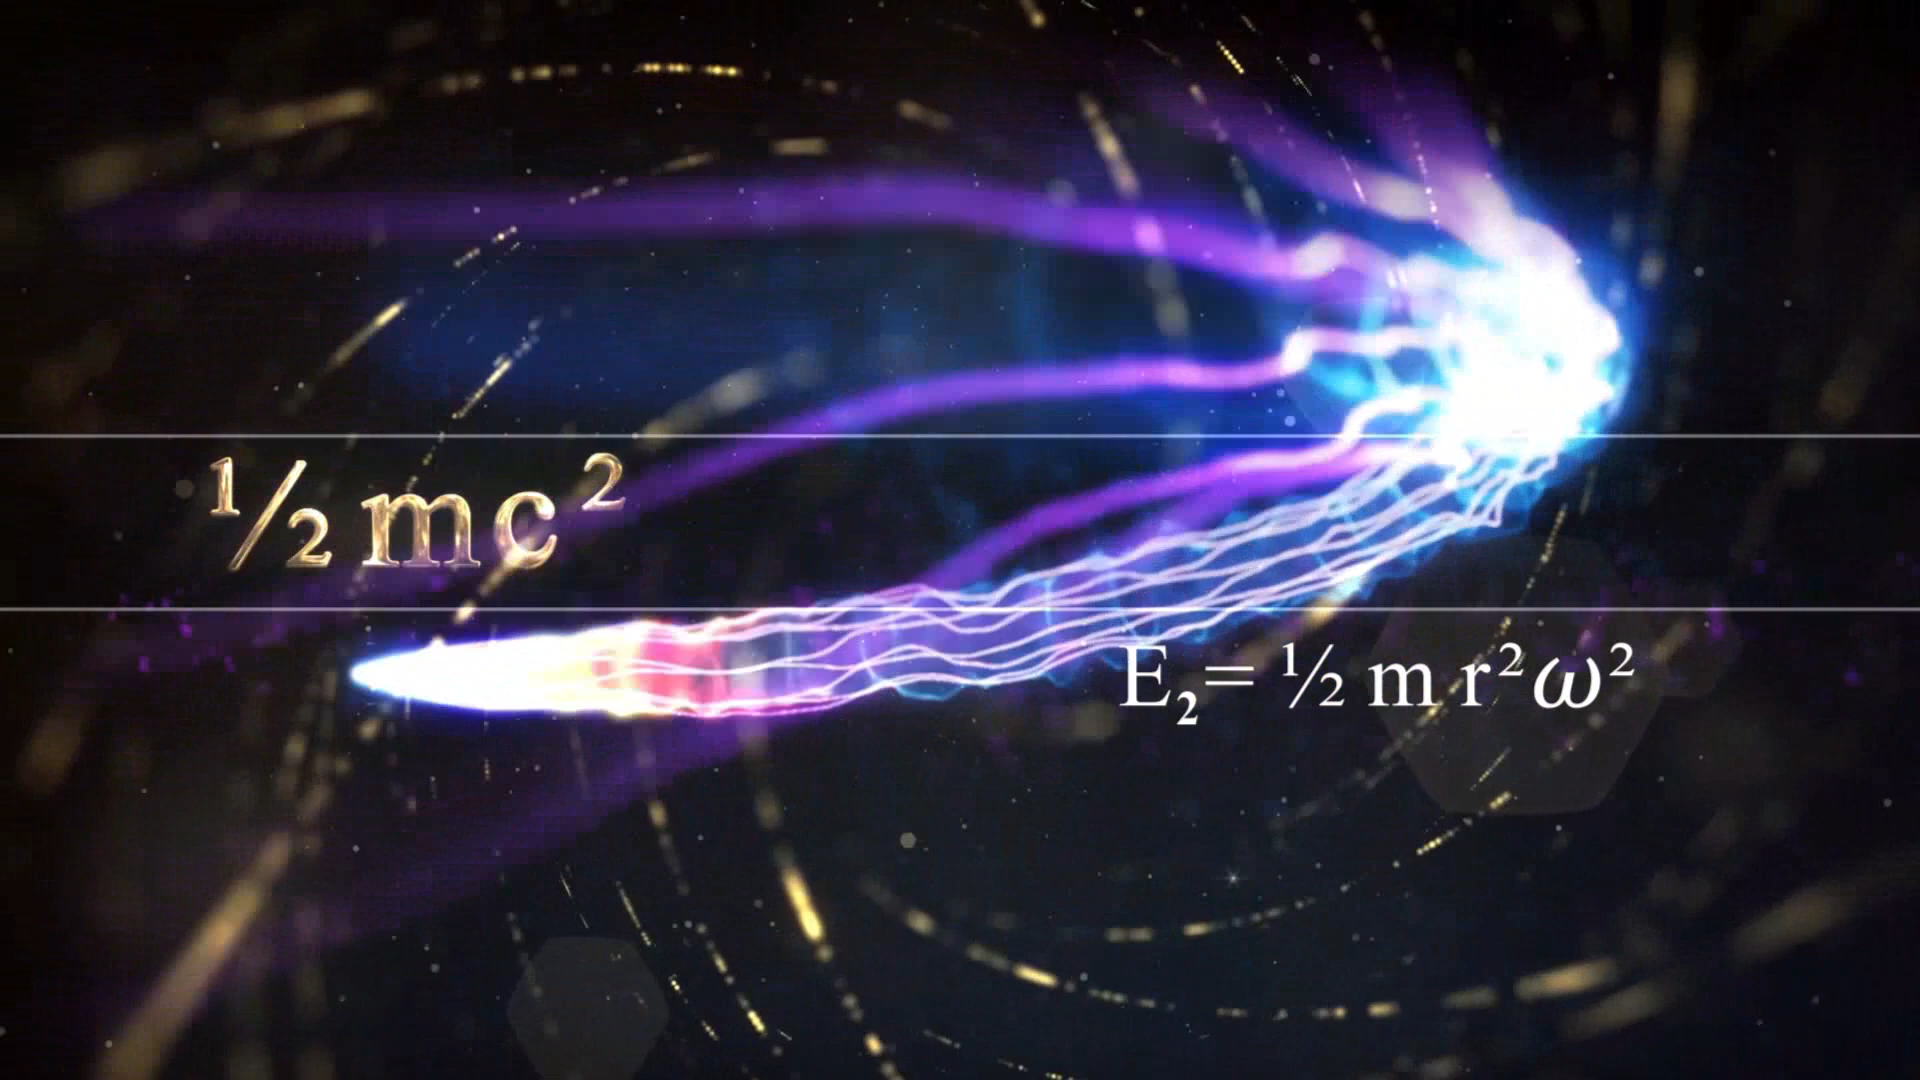 ½ mc²
E₂= ½ m r²ω²